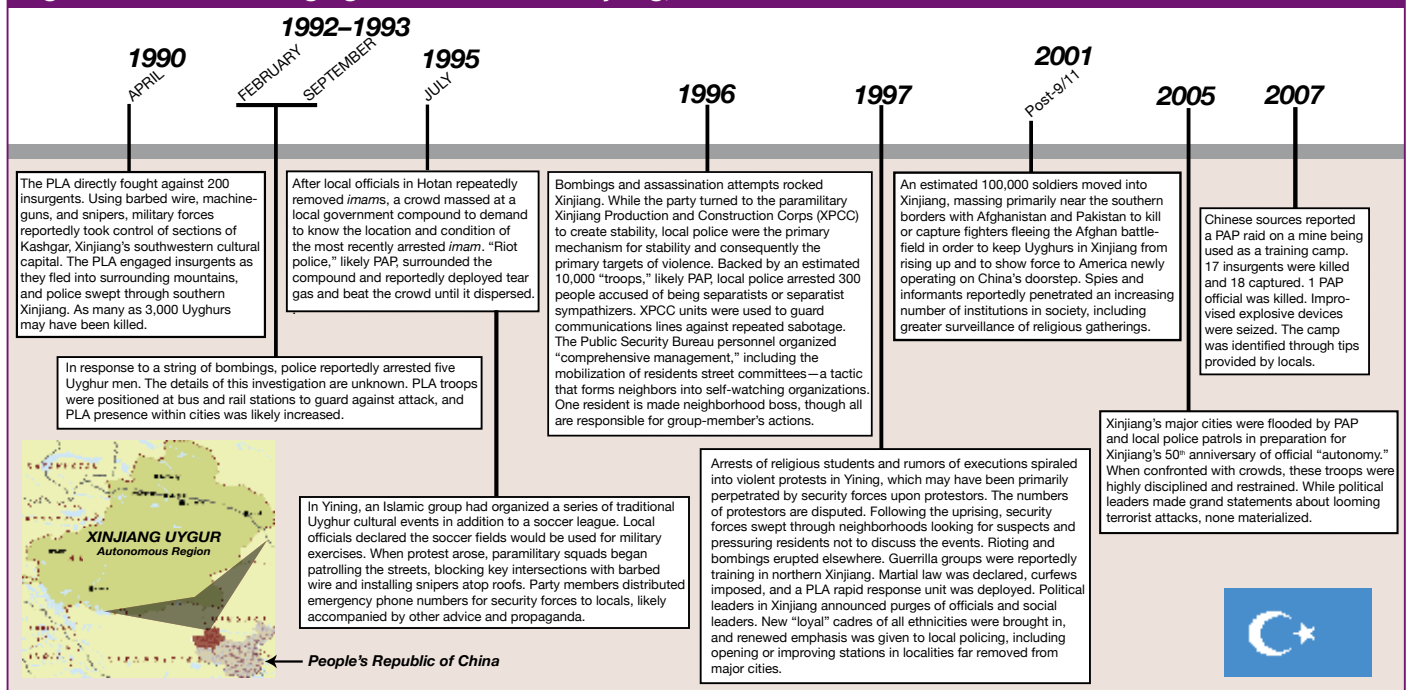 1990
APRIL
1992–1993
FEBRUARY
SEPTEMBER
1995
JULY
1996
1997
2001
Post-9/11
2005
2007
The PLA directly fought against 200
insurgents. Using barbed wire, machine-
guns, and snipers, military forces
reportedly took control of sections of
Kashgar, Xinjiang's southwestern cultural
capital. The PLA engaged insurgents as
they fled into surrounding mountains,
and police swept through southern
Xinjiang. As many as 3,000 Uyghurs
may have been killed.
In response to a string of bombings, police reportedly arrested five
Uyghur men. The details of this investigation are unknown. PLA troops
were positioned at bus and rail stations to guard against attack, and
PLA presence within cities was likely increased.
After local officials in Hotan repeatedly
removed imams, a crowd massed at a
local government compound to demand
to know the location and condition of
the most recently arrested imam. "Riot
police," likely PAP, surrounded the
compound and reportedly deployed tear
gas and beat the crowd until it dispersed.
In Yining, an Islamic group had organized a series of traditional
Uyghur cultural events in addition to a soccer league. Local
officials declared the soccer fields would be used for military
exercises. When protest arose, paramilitary squads began
patrolling the streets, blocking key intersections with barbed
wire and installing snipers atop roofs. Party members distributed
emergency phone numbers for security forces to locals, likely
accompanied by other advice and propaganda.
Bombings and assassination attempts rocked
Xinjiang. While the party turned to the paramilitary
Xinjiang Production and Construction Corps (XPCC)
to create stability, local police were the primary
mechanism for stability and consequently the
primary targets of violence. Backed by an estimated
10,000 "troops," likely PAP, local police arrested 300
people accused of being separatists or separatist
sympathizers. XPCC units were used to guard
communications lines against repeated sabotage.
The Public Security Bureau personnel organized
"comprehensive management," including the
mobilization of residents street committees—a tactic
that forms neighbors into self-watching organizations.
One resident is made neighborhood boss, though all
are responsible for group-member's actions.
Arrests of religious students and rumors of executions spiraled
into violent protests in Yining, which may have been primarily
perpetrated by security forces upon protestors. The numbers
of protestors are disputed. Following the uprising, security
forces swept through neighborhoods looking for suspects and
pressuring residents not to discuss the events. Rioting and
bombings erupted elsewhere. Guerrilla groups were reportedly
training in northern Xinjiang. Martial law was declared, curfews
imposed, and a PLA rapid response unit was deployed. Political
leaders in Xinjiang announced purges of officials and social
leaders. New "loyal" cadres of all ethnicities were brought in,
and renewed emphasis was given to local policing, including
opening or improving stations in localities far removed from
major cities.
An estimated 100,000 soldiers moved into
Xinjiang, massing primarily near the southern
borders with Afghanistan and Pakistan to kill
or capture fighters fleeing the Afghan battle-
field in order to keep Uyghurs in Xinjiang from
rising up and to show force to America newly
operating on China's doorstep. Spies and
informants reportedly penetrated an increasing
number of institutions in society, including
greater surveillance of religious gatherings.
Xinjiang's major cities were flooded by PAP
and local police patrols in preparation for
Xinjiang's 50th anniversary of official "autonomy."
When confronted with crowds, these troops were
highly disciplined and restrained. While political
leaders made grand statements about looming
terrorist attacks, none materialized.
Chinese sources reported
a PAP raid on a mine being
used as a training camp.
17 insurgents were killed
and 18 captured. 1 PAP
official was killed. Impro-
vised explosive devices
were seized. The camp
was identified through tips
provided by locals.
XINJIANG UYGUR
Autonomous Region
People's Republic of China